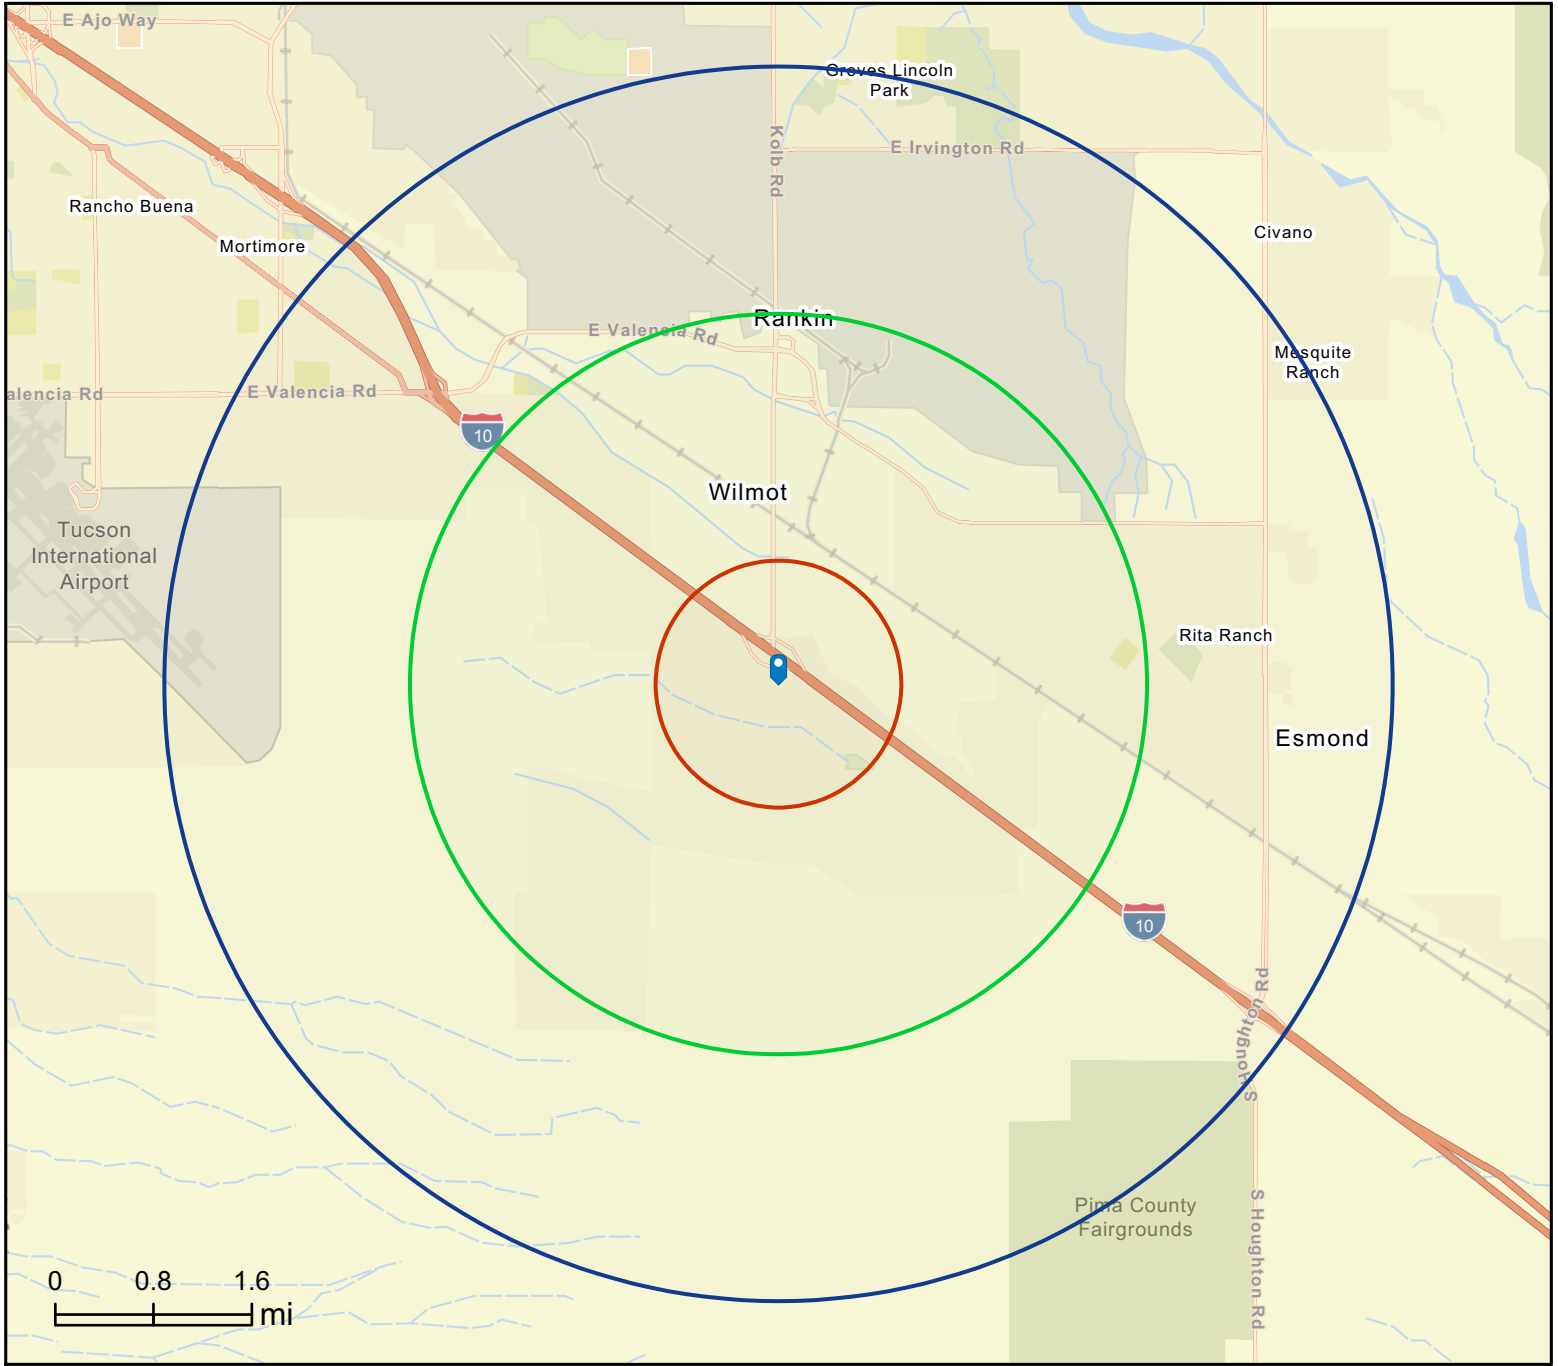 E Ajo Way
Groves Lincoln
Park
Kolb Rd
E Irvington Rd
Rancho Buena
Mortimore
Civano
Rankin
E Valencia Rd
Mesquite
Ranch
alencia Rd
E Valencia Rd
10
Wilmot
Tucson
International
Airport
Rita Ranch
Esmond
10
S Houghton Rd
Pima County
Fairgrounds
S Houghton Rd
0 0.8 1.6
mi